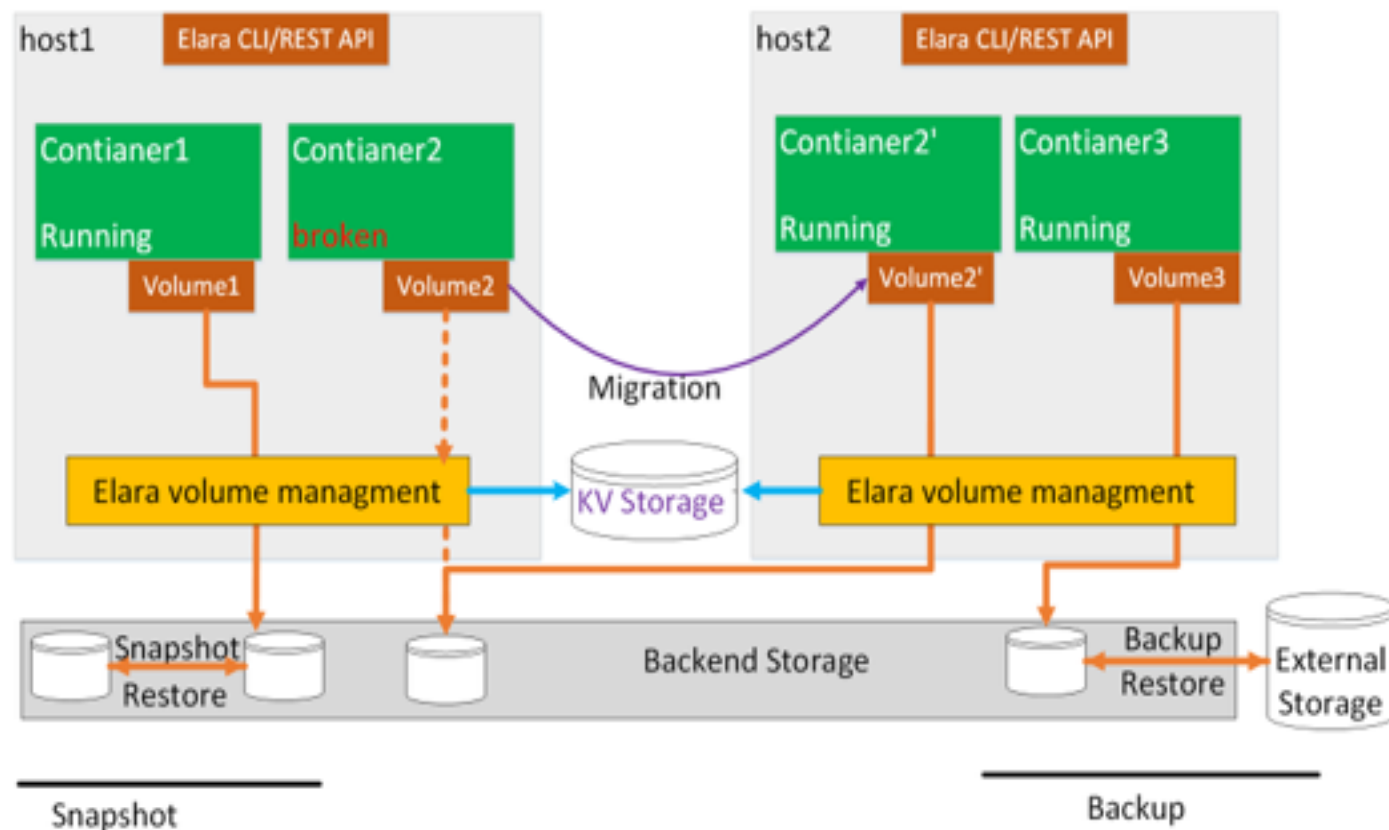 host1
Elara CLI/REST API
host2
Elara CLI/REST API
Contianer1
Running
Contianer2
broken
Contianer2'
Running
Contianer3
Running
Volume1
Volume2
Volume2'
Volume3
Migration
Elara volume managment
KV Storage
Elara volume managment
Snapshot
Restore
Backend Storage
Backup
Restore
External
Storage
Snapshot
Backup